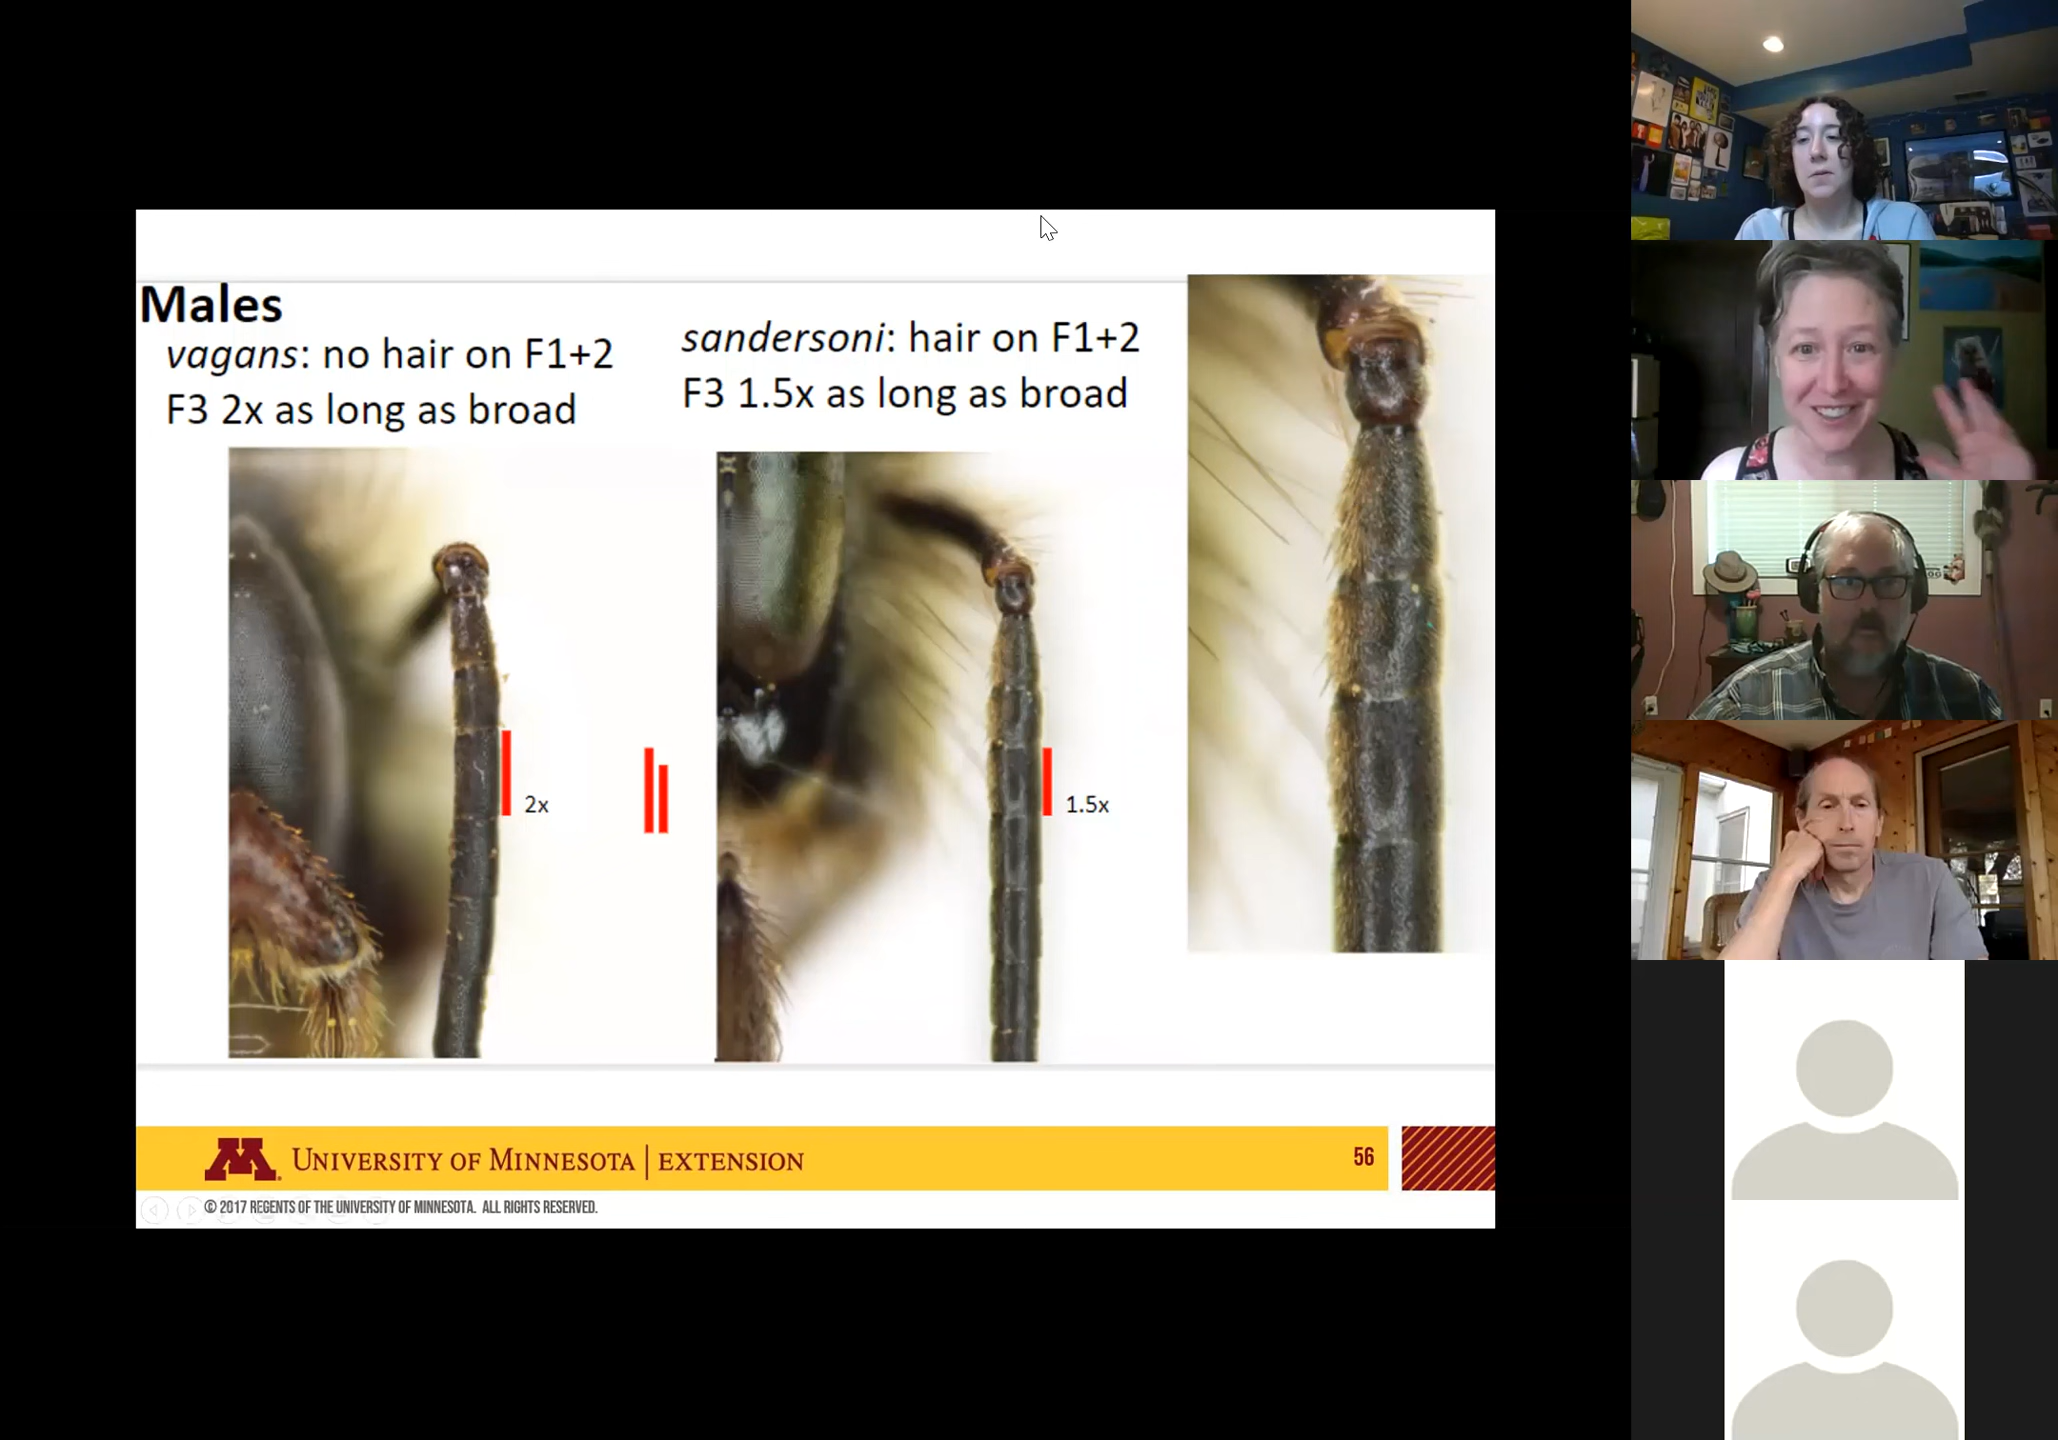 Males
vagans: no hair on F1+2
F3 2x as long as broad
sandersoni: hair on F1+2
F3 1.5x as long as broad
2x
1.5x
UNIVERSITY OF MINNESOTA | EXTENSION
56
© 2017 REGENTS OF THE UNIVERSITY OF MINNESOTA. ALL RIGHTS RESERVED.